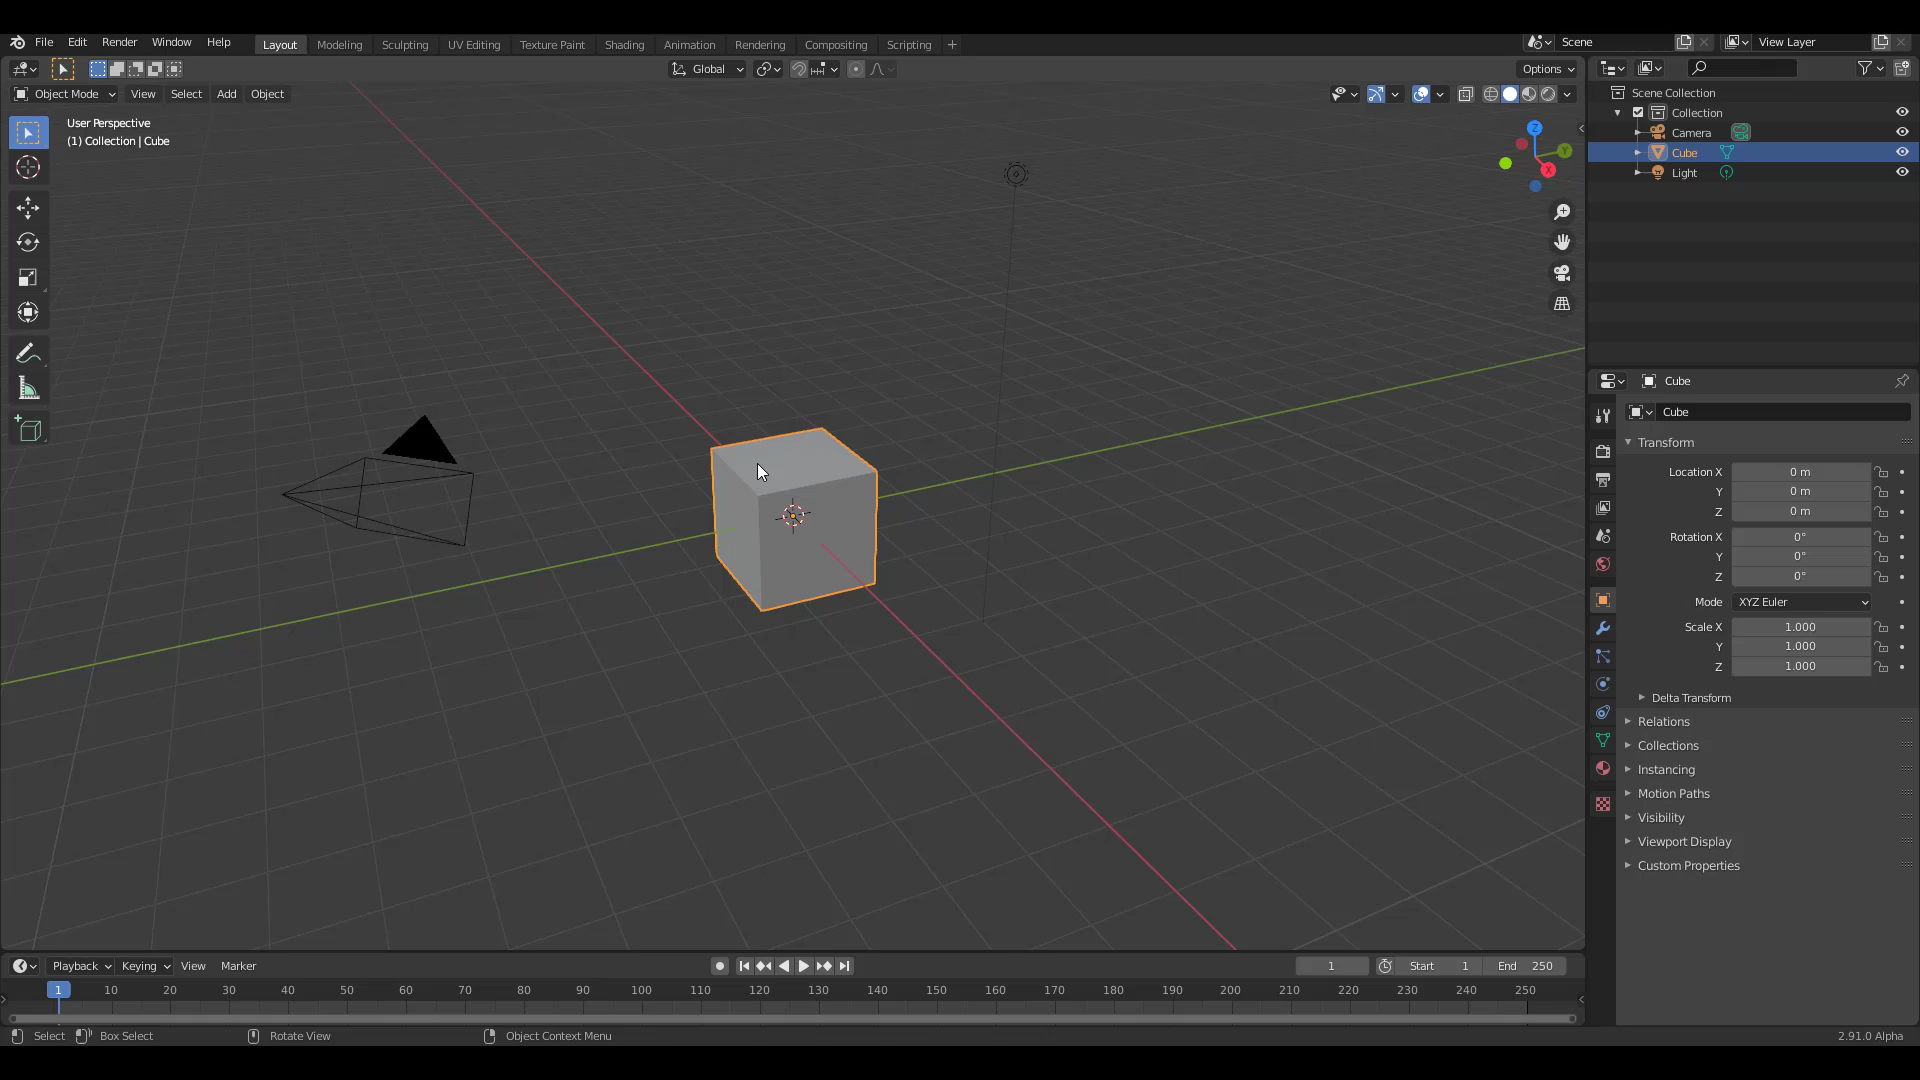 File Edit Render Window Help Layout Modeling Sculpting UV Editing Texture Paint Shading Animation Rendering Compositing Scripting + Scene View Layer
Global Options
Object Mode View Select Add Object
User Perspective
(1) Collection | Cube
Z
Y
X
Scene Collection
Collection
Camera
Cube
Light
Cube
Cube
Transform
Location X 0 m
Y 0 m
Z 0 m
Rotation X 0°
Y 0°
Z 0°
Mode XYZ Euler
Scale X 1.000
Y 1.000
Z 1.000
Delta Transform
Relations
Collections
Instancing
Motion Paths
Visibility
Viewport Display
Custom Properties
Playback Keying View Marker 1 Start 1 End 250
1 10 20 30 40 50 60 70 80 90 100 110 120 130 140 150 160 170 180 190 200 210 220 230 240 250
Select Box Select Rotate View Object Context Menu 2.91.0 Alpha